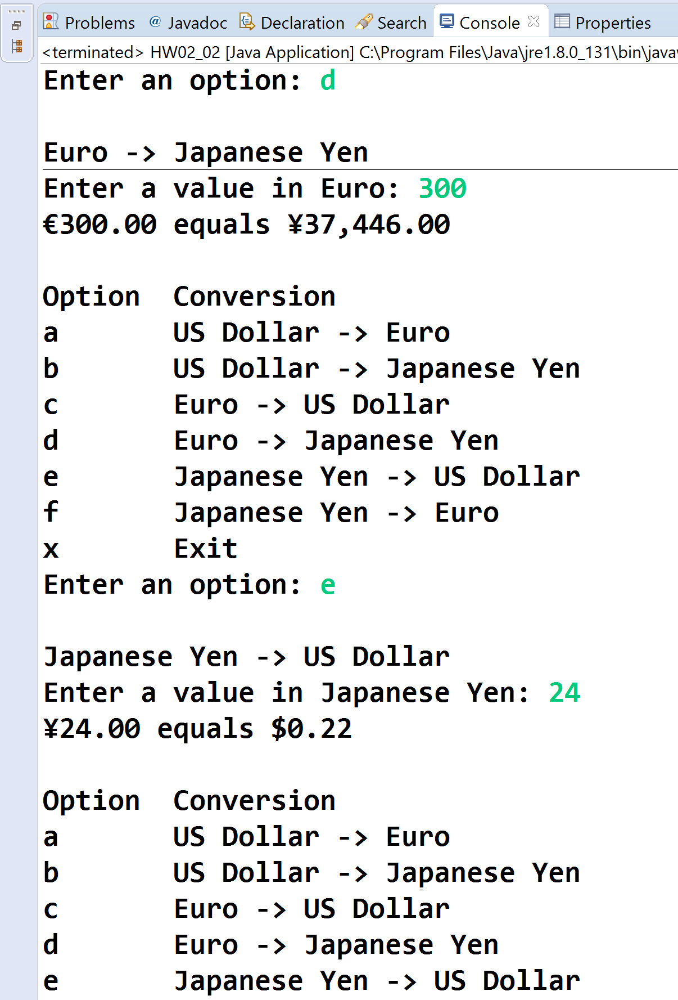 Problems @ Javadoc Declaration Search Console Properties
<terminated> HW02_02 [Java Application] C:\Program Files\Java\jre1.8.0_131\bin\java
Enter an option: d
Euro -> Japanese Yen
Enter a value in Euro: 300
€300.00 equals ¥37,446.00
Option  Conversion
a       US Dollar -> Euro
b       US Dollar -> Japanese Yen
c       Euro -> US Dollar
d       Euro -> Japanese Yen
e       Japanese Yen -> US Dollar
f       Japanese Yen -> Euro
x       Exit
Enter an option: e
Japanese Yen -> US Dollar
Enter a value in Japanese Yen: 24
¥24.00 equals $0.22
Option  Conversion
a       US Dollar -> Euro
b       US Dollar -> Japanese Yen
c       Euro -> US Dollar
d       Euro -> Japanese Yen
e       Japanese Yen -> US Dollar